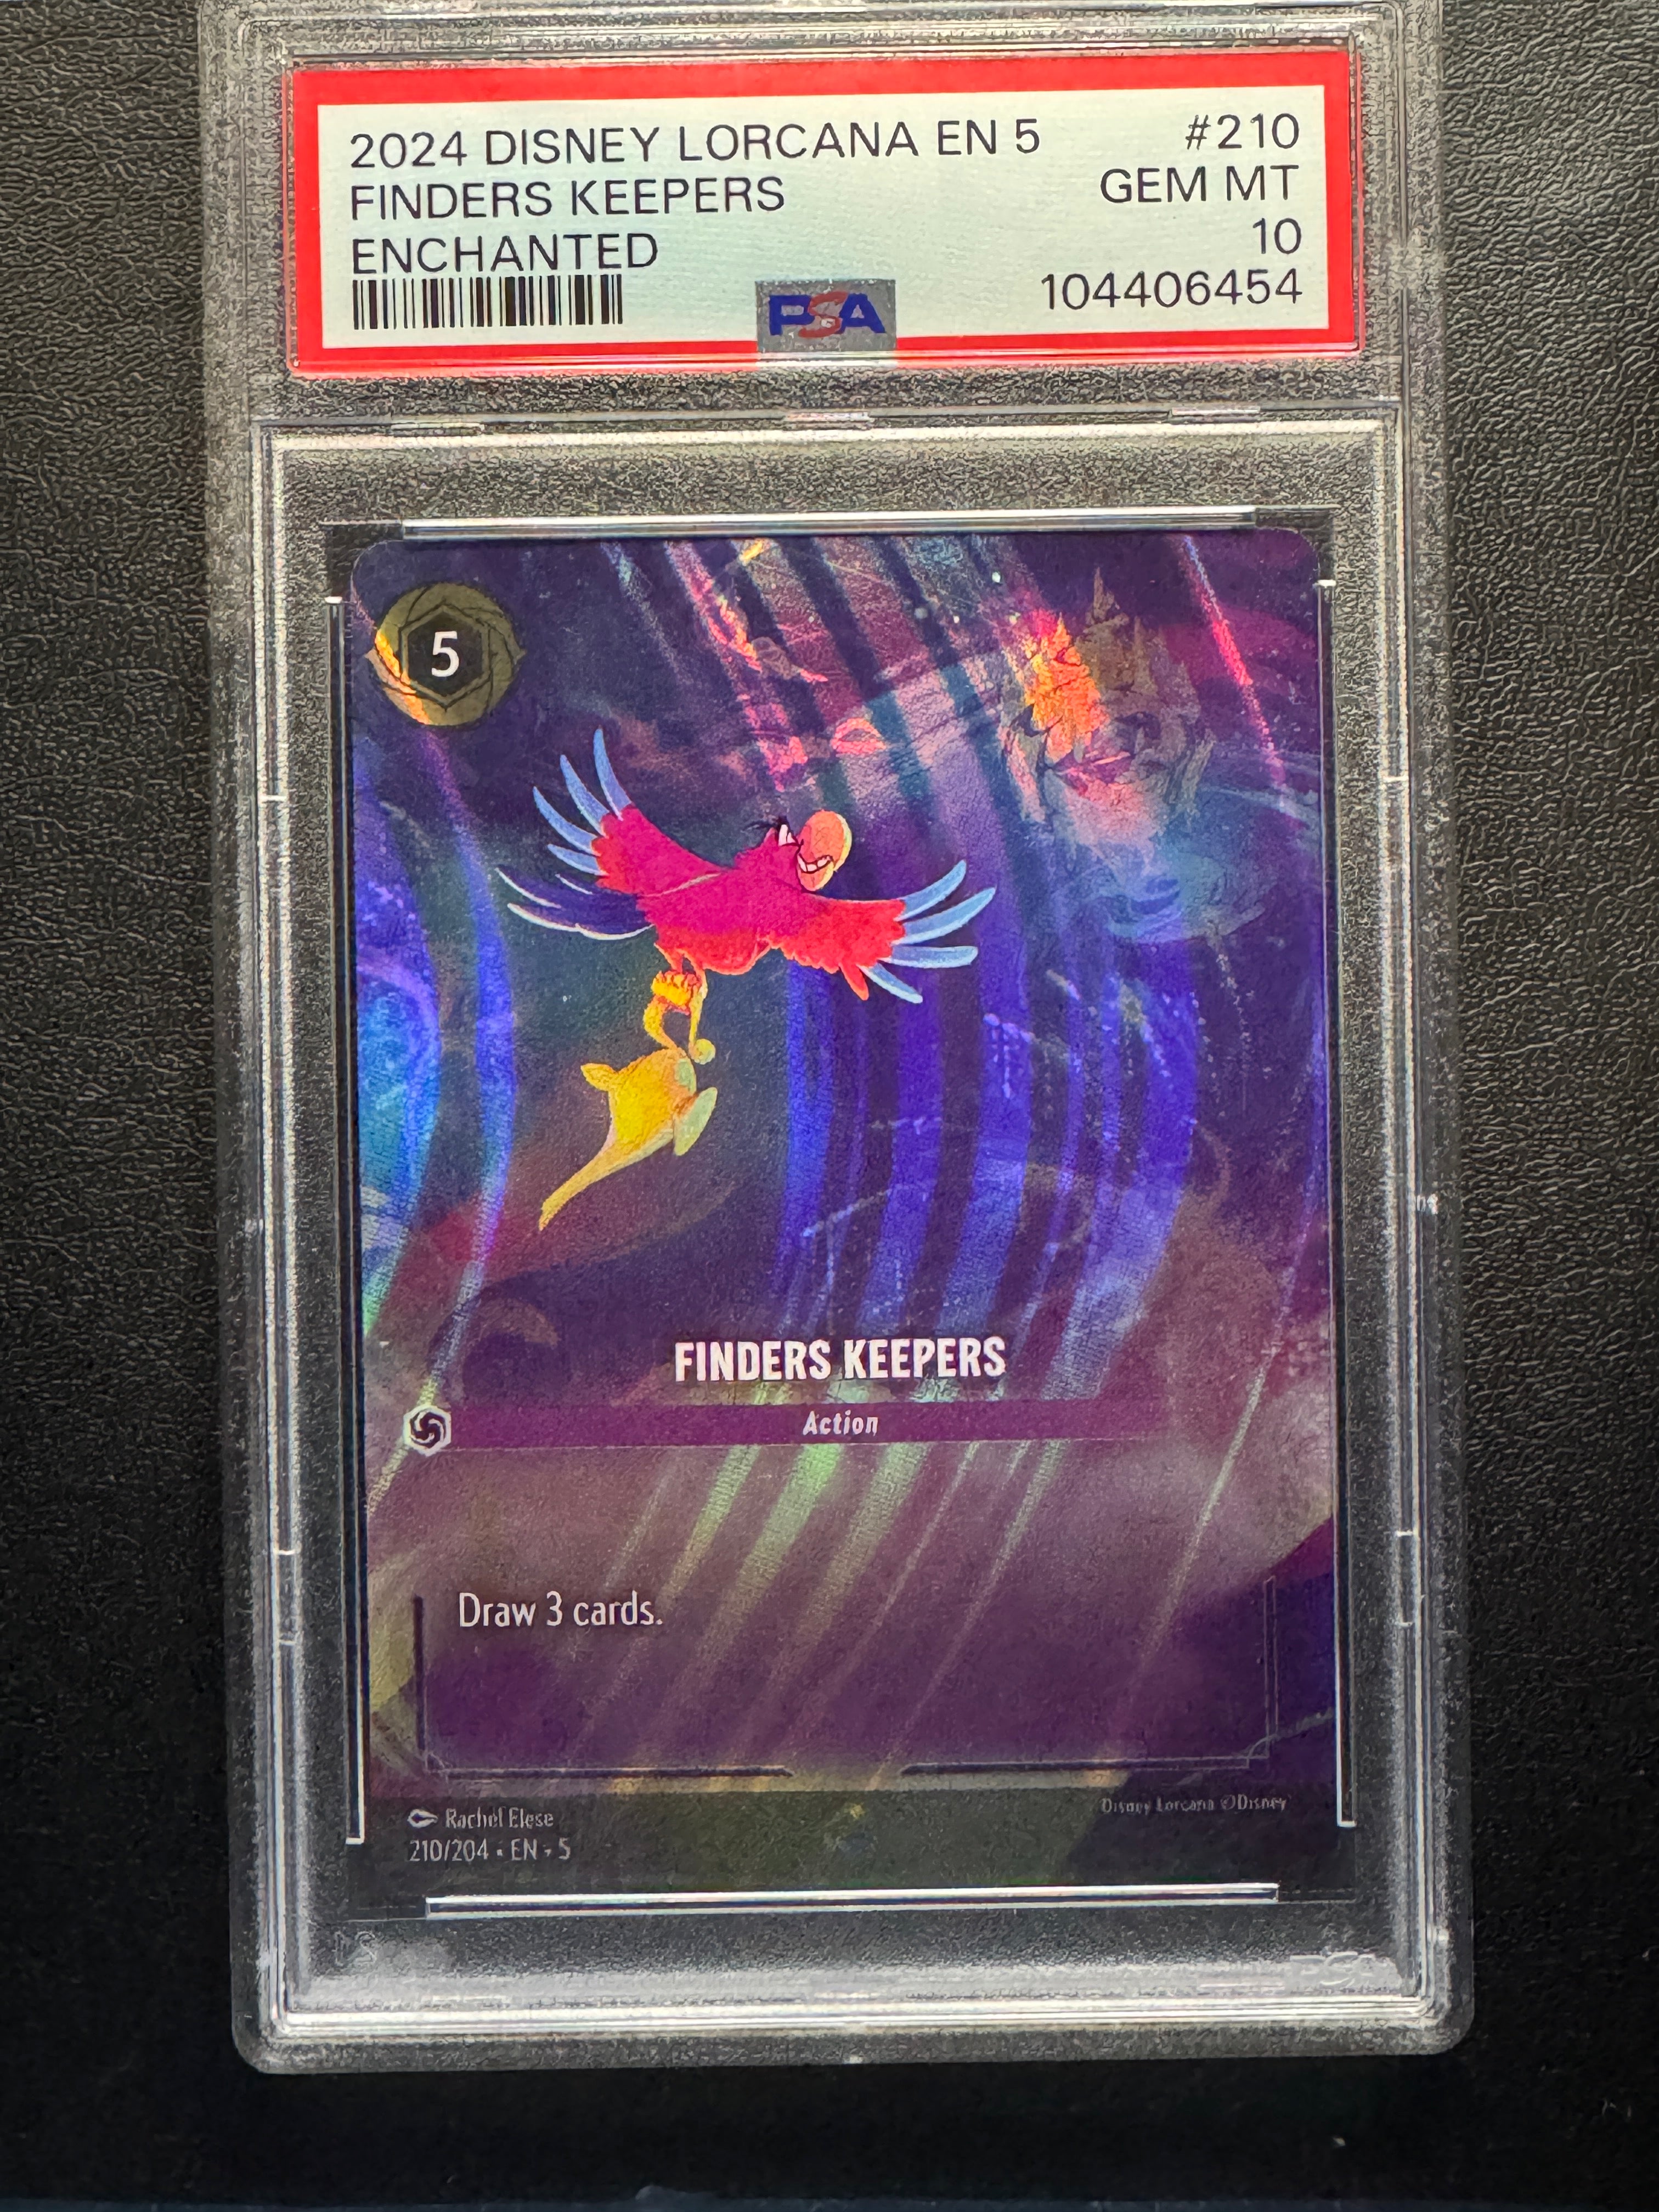 2024 DISNEY LORCANA EN 5 #210
FINDERS KEEPERS GEM MT
ENCHANTED 10
PSA 104406454
5
FINDERS KEEPERS
Action
Draw 3 cards.
Rachel Elese
Disney Lorcana ©Disney
210/204 • EN • 5